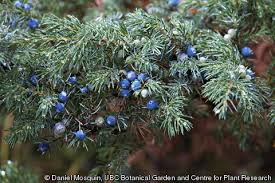 © Daniel Mosquin, UBC Botanical Garden and Centre for Plant Research